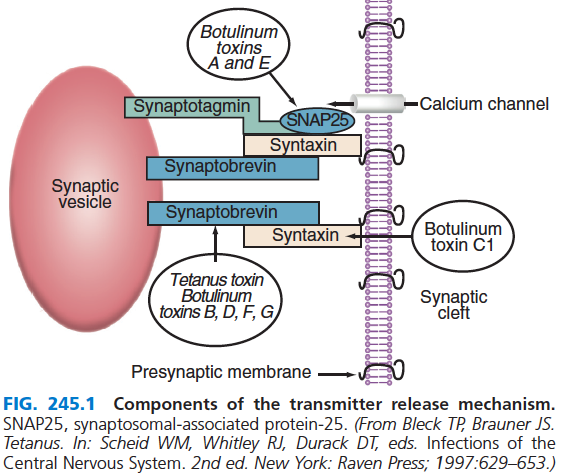 Botulinum
toxins
A and E
Synaptotagmin
Calcium channel
SNAP25
Syntaxin
Synaptobrevin
Synaptic
vesicle
Synaptobrevin
Syntaxin
Botulinum
toxin C1
Tetanus toxin
Botulinum
toxins B, D, F, G
Synaptic
cleft
Presynaptic membrane
FIG. 245.1 Components of the transmitter release mechanism.
SNAP25, synaptosomal-associated protein-25. (From Bleck TP, Brauner JS.
Tetanus. In: Scheid WM, Whitley RJ, Durack DT, eds. Infections of the
Central Nervous System. 2nd ed. New York: Raven Press; 1997:629–653.)